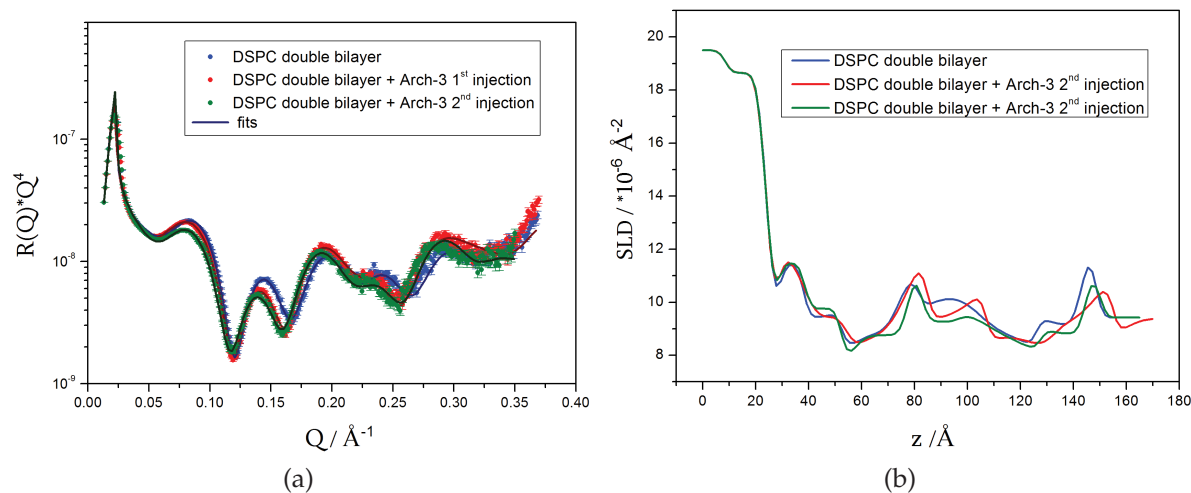 DSPC double bilayer
DSPC double bilayer + Arch-3 1st injection
DSPC double bilayer + Arch-3 2nd injection
fits
10-7
10-8
10-9
R(Q)*Q4
0.00 0.05 0.10 0.15 0.20 0.25 0.30 0.35 0.40
Q / Å-1
(a)
DSPC double bilayer
DSPC double bilayer + Arch-3 2nd injection
DSPC double bilayer + Arch-3 2nd injection
20
18
16
14
12
10
8
SLD / *10-6 Å-2
0 20 40 60 80 100 120 140 160
z /Å
(b)